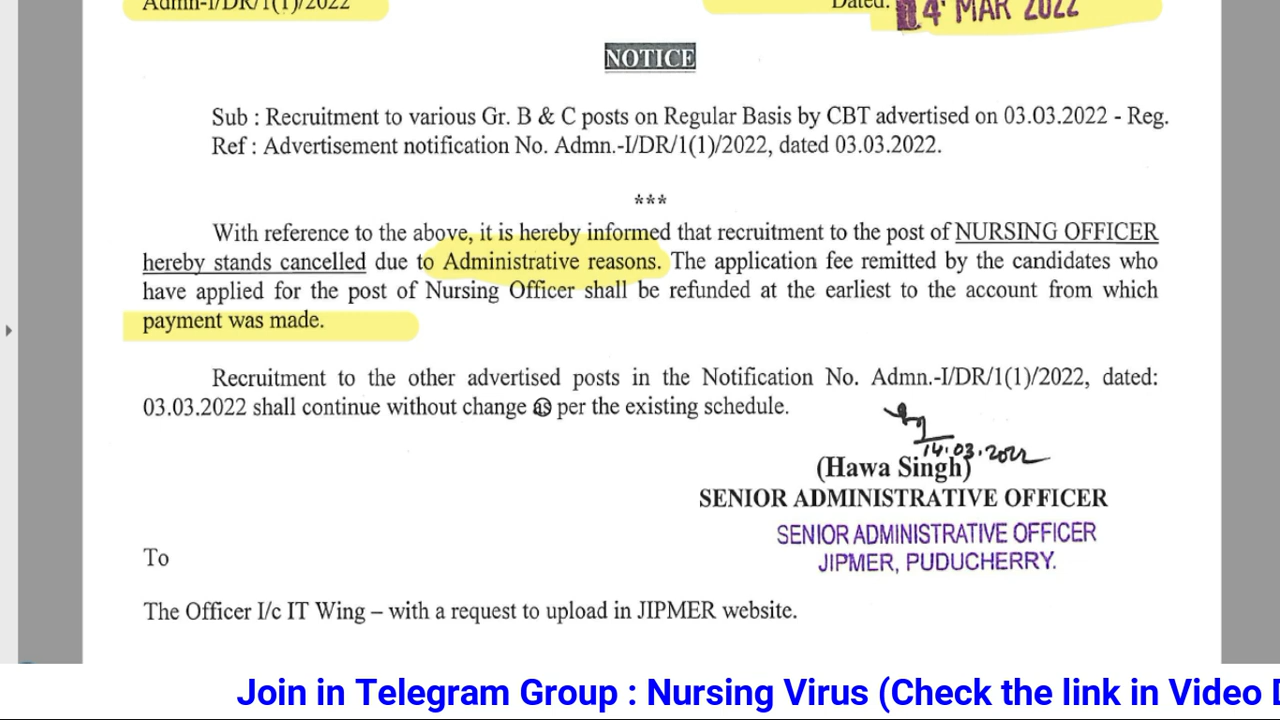 Admn-I/DR/1(1)/2022 Dated: 14 MAR 2022
NOTICE
Sub : Recruitment to various Gr. B & C posts on Regular Basis by CBT advertised on 03.03.2022 - Reg.
Ref : Advertisement notification No. Admn.-I/DR/1(1)/2022, dated 03.03.2022.
***
With reference to the above, it is hereby informed that recruitment to the post of NURSING OFFICER
hereby stands cancelled due to Administrative reasons. The application fee remitted by the candidates who
have applied for the post of Nursing Officer shall be refunded at the earliest to the account from which
payment was made.
Recruitment to the other advertised posts in the Notification No. Admn.-I/DR/1(1)/2022, dated:
03.03.2022 shall continue without change as per the existing schedule.
14.03.2022
(Hawa Singh)
SENIOR ADMINISTRATIVE OFFICER
SENIOR ADMINISTRATIVE OFFICER
JIPMER, PUDUCHERRY.
To
The Officer I/c IT Wing – with a request to upload in JIPMER website.
Join in Telegram Group : Nursing Virus (Check the link in Video